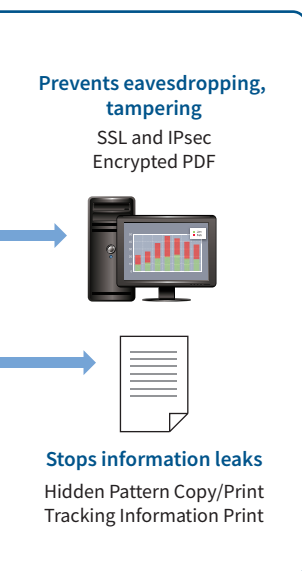 Prevents eavesdropping,
tampering
SSL and IPsec
Encrypted PDF
Stops information leaks
Hidden Pattern Copy/Print
Tracking Information Print